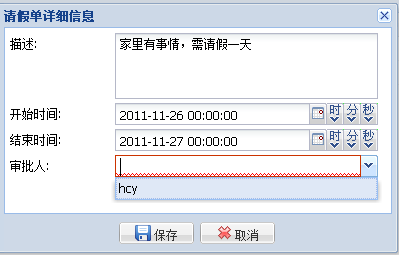 请假单详细信息
描述: 家里有事情，需请假一天
开始时间: 2011-11-26 00:00:00 时 分 秒
结束时间: 2011-11-27 00:00:00 时 分 秒
审批人:
hcy
保存 取消